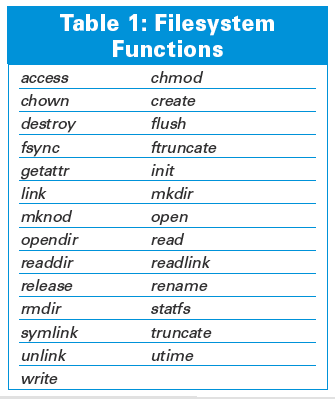 Table 1: Filesystem
Functions
access chmod
chown create
destroy flush
fsync ftruncate
getattr init
link mkdir
mknod open
opendir read
readdir readlink
release rename
rmdir statfs
symlink truncate
unlink utime
write